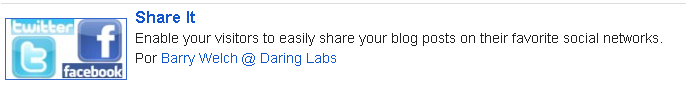 twitter
facebook
Share It
Enable your visitors to easily share your blog posts on their favorite social networks.
Por Barry Welch @ Daring Labs